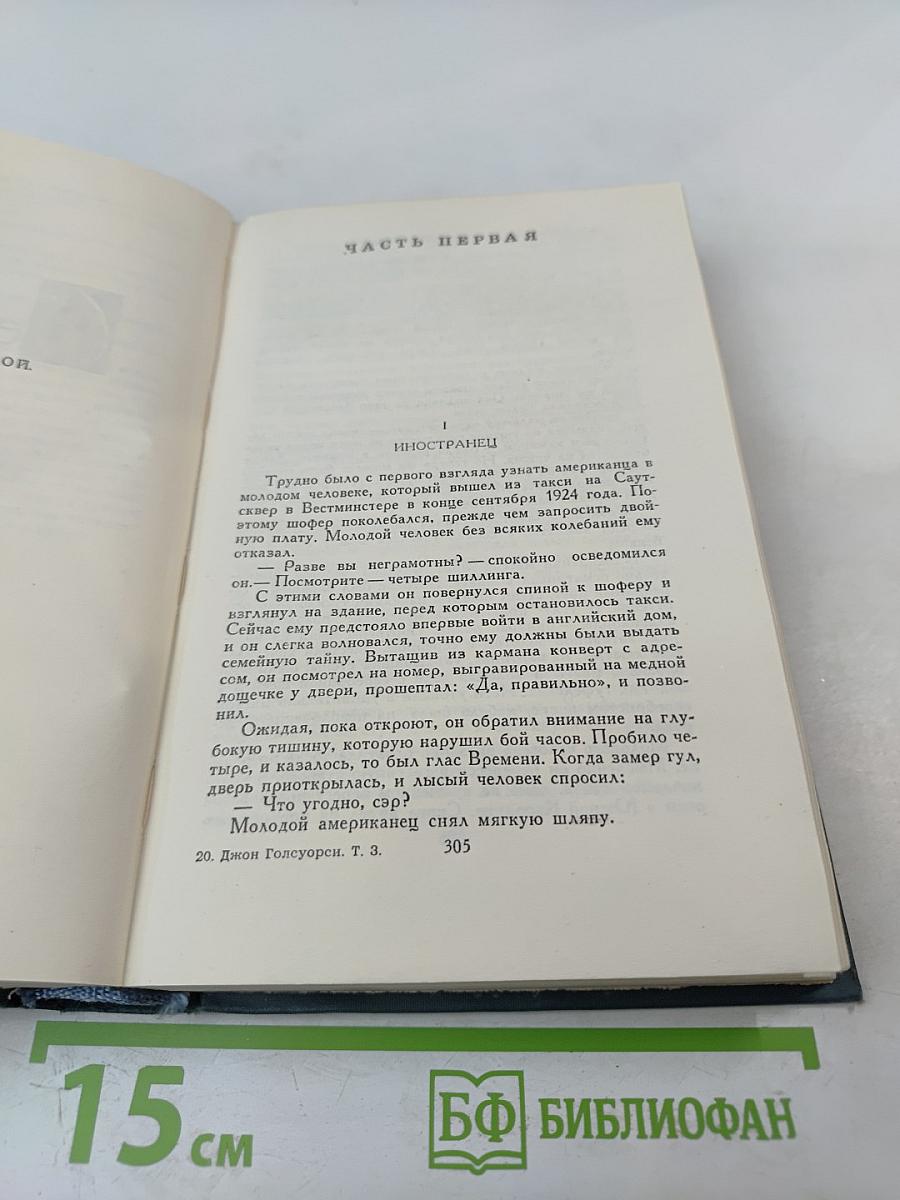 ОЙ.
ЧАСТЬ ПЕРВАЯ
I
ИНОСТРАНЕЦ
Трудно было с первого взгляда узнать американца в
молодом человеке, который вышел из такси на Саут-
сквер в Вестминстере в конце сентября 1924 года. По-
этому шофер поколебался, прежде чем запросить двой-
ную плату. Молодой человек без всяких колебаний ему
отказал.
— Разве вы неграмотны? — спокойно осведомился
он.— Посмотрите — четыре шиллинга.
С этими словами он повернулся спиной к шоферу и
взглянул на здание, перед которым остановилось такси.
Сейчас ему предстояло впервые войти в английский дом,
и он слегка волновался, точно ему должны были выдать
семейную тайну. Вытащив из кармана конверт с адре-
сом, он посмотрел на номер, выгравированный на медной
дощечке у двери, прошептал: «Да, правильно», и позво-
нил.
Ожидая, пока откроют, он обратил внимание на глу-
бокую тишину, которую нарушил бой часов. Пробило че-
тыре, и казалось, то был глас Времени. Когда замер гул,
дверь приоткрылась, и лысый человек спросил:
— Что угодно, сэр?
Молодой американец снял мягкую шляпу.
20. Джон Голсуорси. Т. 3.
305
15 см
БФ БИБЛИОФАН